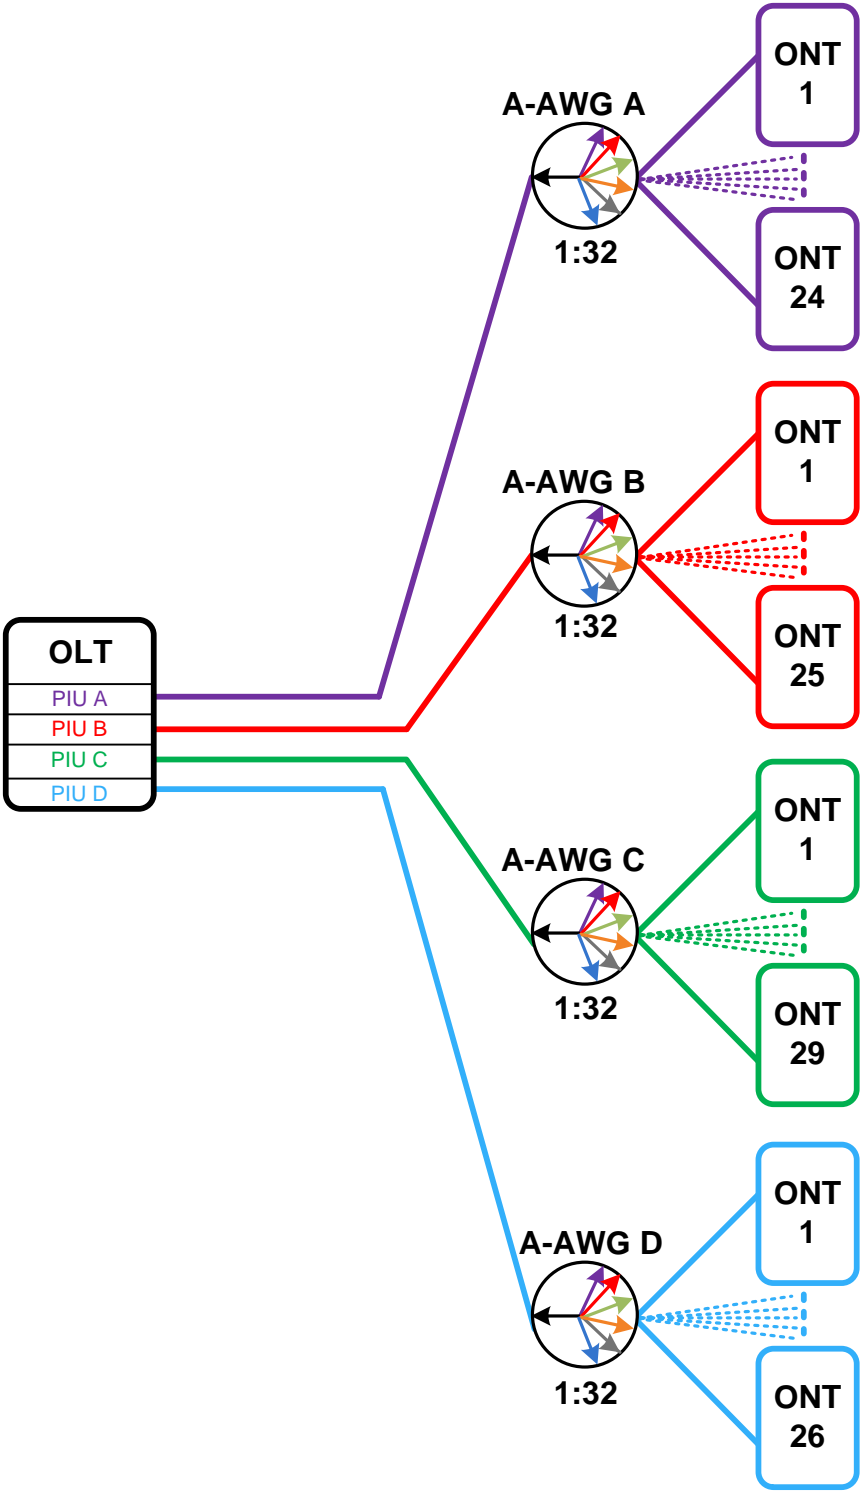 OLT
PIU A
PIU B
PIU C
PIU D
A-AWG A
1:32
ONT
1
ONT
24
A-AWG B
1:32
ONT
1
ONT
25
A-AWG C
1:32
ONT
1
ONT
29
A-AWG D
1:32
ONT
1
ONT
26